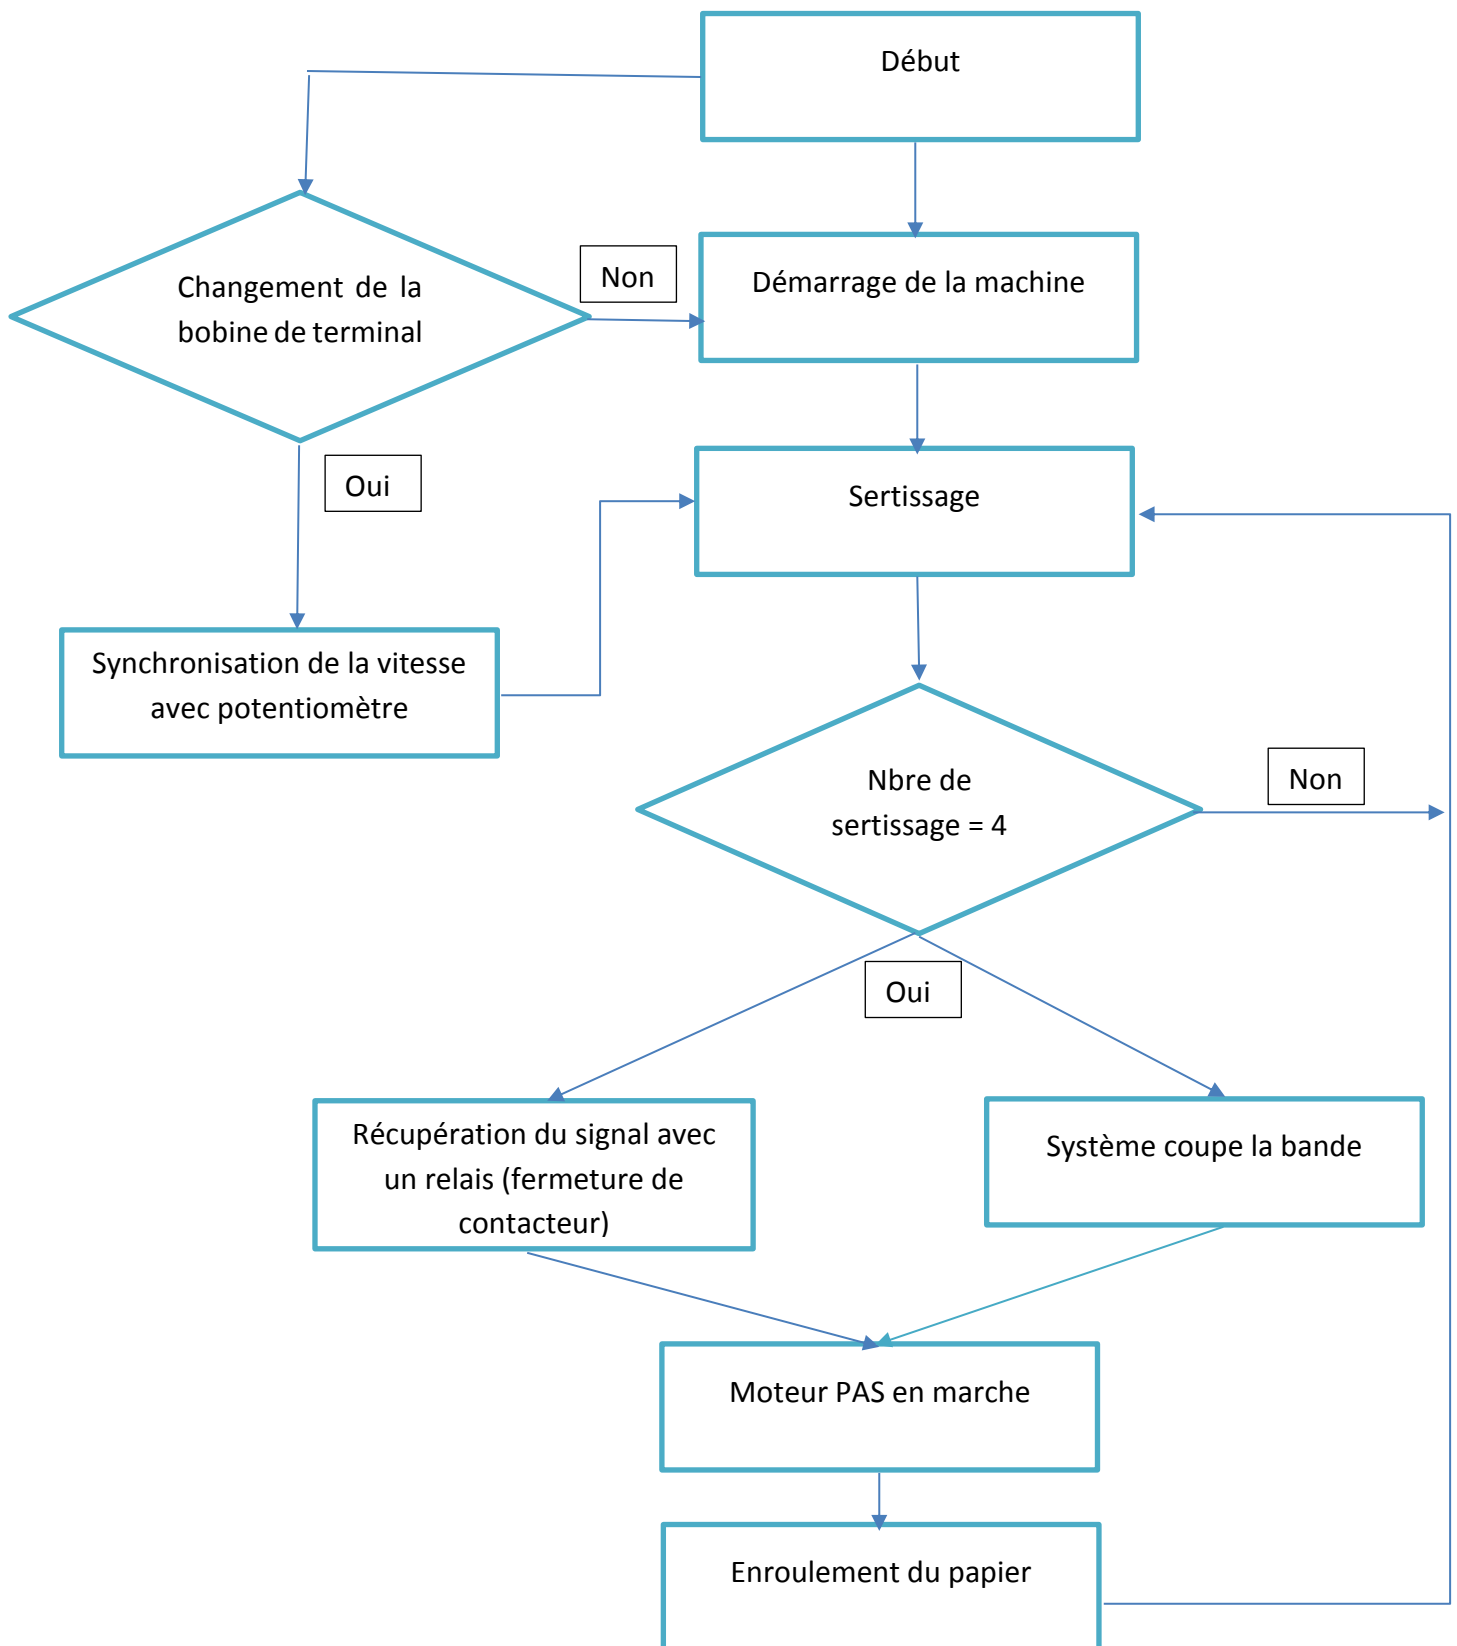 Début
Changement de la
bobine de terminal
Non
Démarrage de la machine
Oui
Sertissage
Synchronisation de la vitesse
avec potentiomètre
Nbre de
sertissage = 4
Non
Oui
Récupération du signal avec
un relais (fermeture de
contacteur)
Système coupe la bande
Moteur PAS en marche
Enroulement du papier